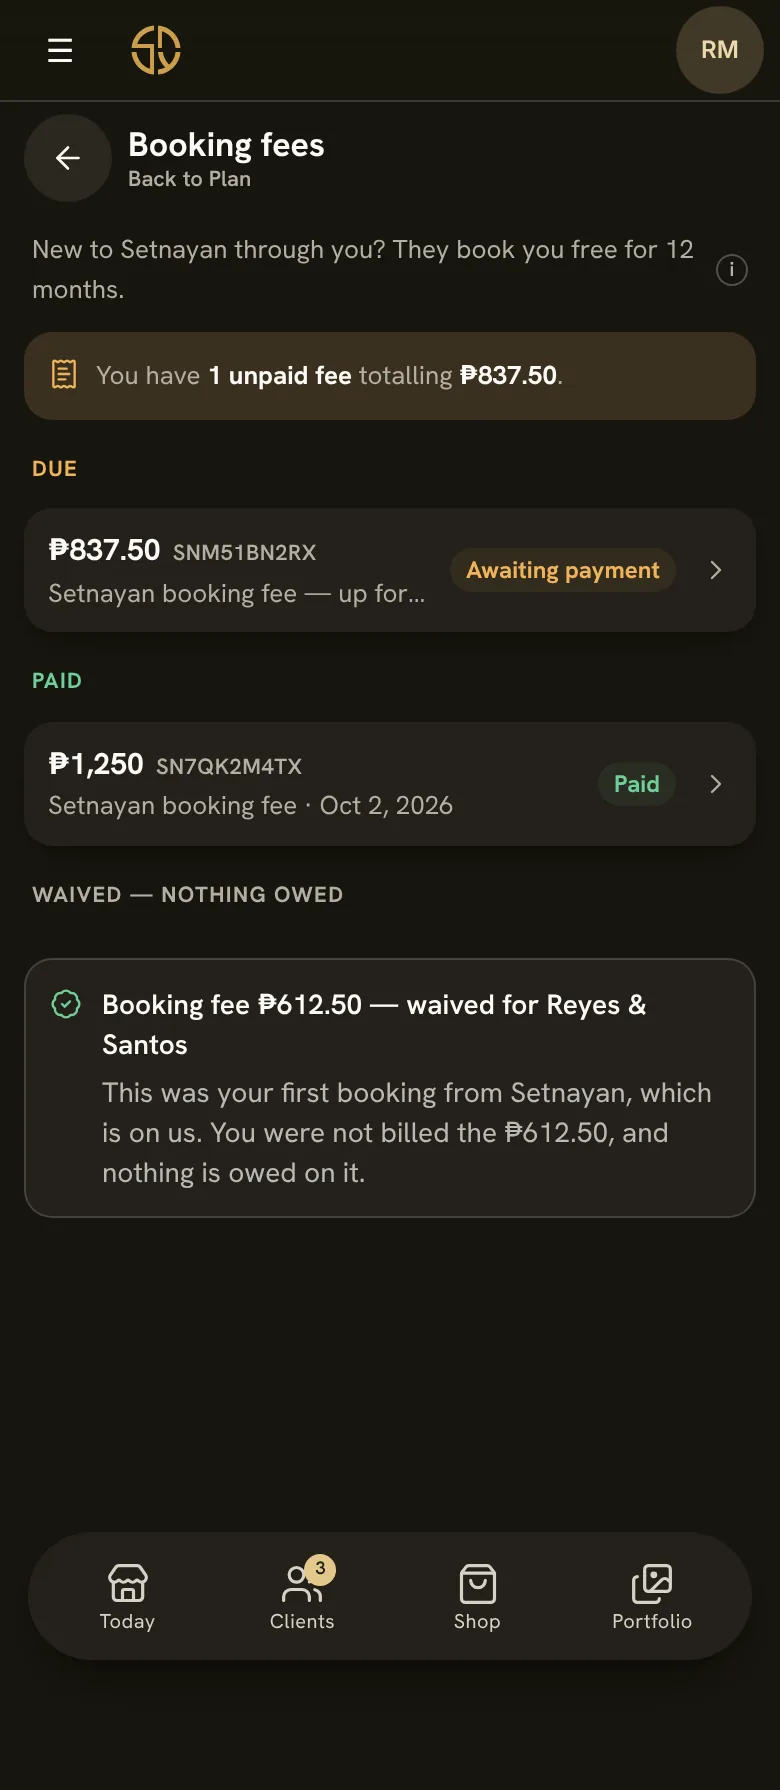 RM
Booking fees
Back to Plan
New to Setnayan through you? They book you free for 12
months.
i
You have 1 unpaid fee totalling ₱837.50.
DUE
₱837.50 SNM51BN2RX
Setnayan booking fee — up for...
Awaiting payment
PAID
₱1,250 SN7QK2M4TX
Setnayan booking fee · Oct 2, 2026
Paid
WAIVED — NOTHING OWED
Booking fee ₱612.50 — waived for Reyes &
Santos
This was your first booking from Setnayan, which
is on us. You were not billed the ₱612.50, and
nothing is owed on it.
3
Today
Clients
Shop
Portfolio